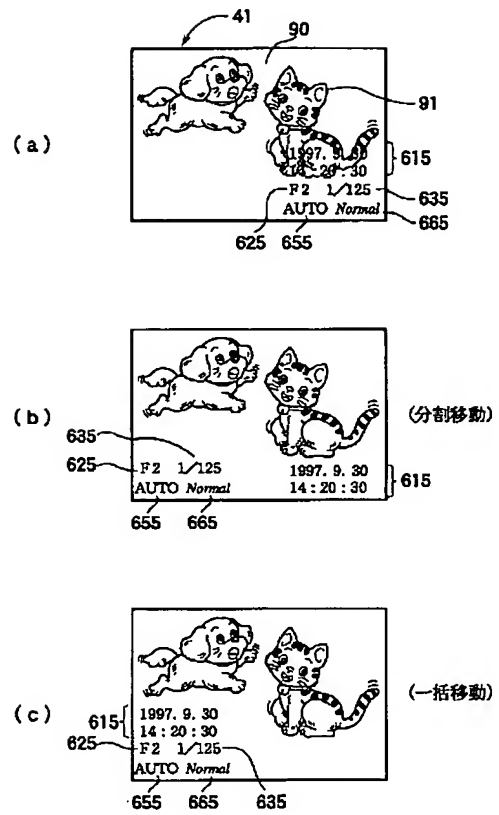 41
90
(a)
91
1997. 9. 30
14 : 20 : 30
615
F2 1/125
635
AUTO Normal
665
625 655
(b)
(分割移動)
635
625
F2 1/125
AUTO Normal
1997. 9. 30
14 : 20 : 30
615
655 665
(c)
(一括移動)
615
1997. 9. 30
14 : 20 : 30
625
F2 1/125
AUTO Normal
655 665 635